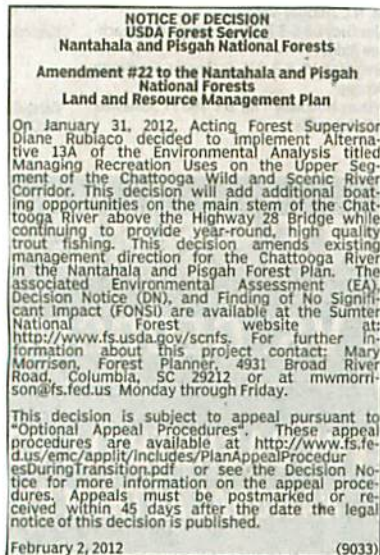 NOTICE OF DECISION
USDA Forest Service
Nantahala and Pisgah National Forests
Amendment #22 to the Nantahala and Pisgah
National Forests
Land and Resource Management Plan
On January 31, 2012, Acting Forest Supervisor
Diane Rubiaco decided to implement Alterna-
tive 13A of the Environmental Analysis titled
Managing Recreation Uses on the Upper Seg-
ment of the Chattooga Wild and Scenic River
Corridor. This decision will add additional boat-
ing opportunities on the main stem of the Chat-
tooga River above the Highway 28 Bridge while
continuing to provide year-round, high quality
trout fishing. This decision amends existing
management direction for the Chattooga River
in the Nantahala and Pisgah Forest Plan. The
associated Environmental Assessment (EA),
Decision Notice (DN), and Finding of No Signifi-
cant Impact (FONSI) are available at the Sumter
National Forest website at:
http://www.fs.usda.gov/scnfs. For further in-
formation about this project contact: Mary
Morrison, Forest Planner, 4931 Broad River
Road, Columbia, SC 29212 or at mwmorri-
son@fs.fed.us Monday through Friday.
This decision is subject to appeal pursuant to
"Optional Appeal Procedures". These appeal
procedures are available at http://www.fs.fe-
d.us/emc/applit/includes/PlanAppealProcedur
esDuringTransition.pdf or see the Decision No-
tice for more information on the appeal proce-
dures. Appeals must be postmarked or re-
ceived within 45 days after the date the legal
notice of this decision is published.
February 2, 2012 (9033)